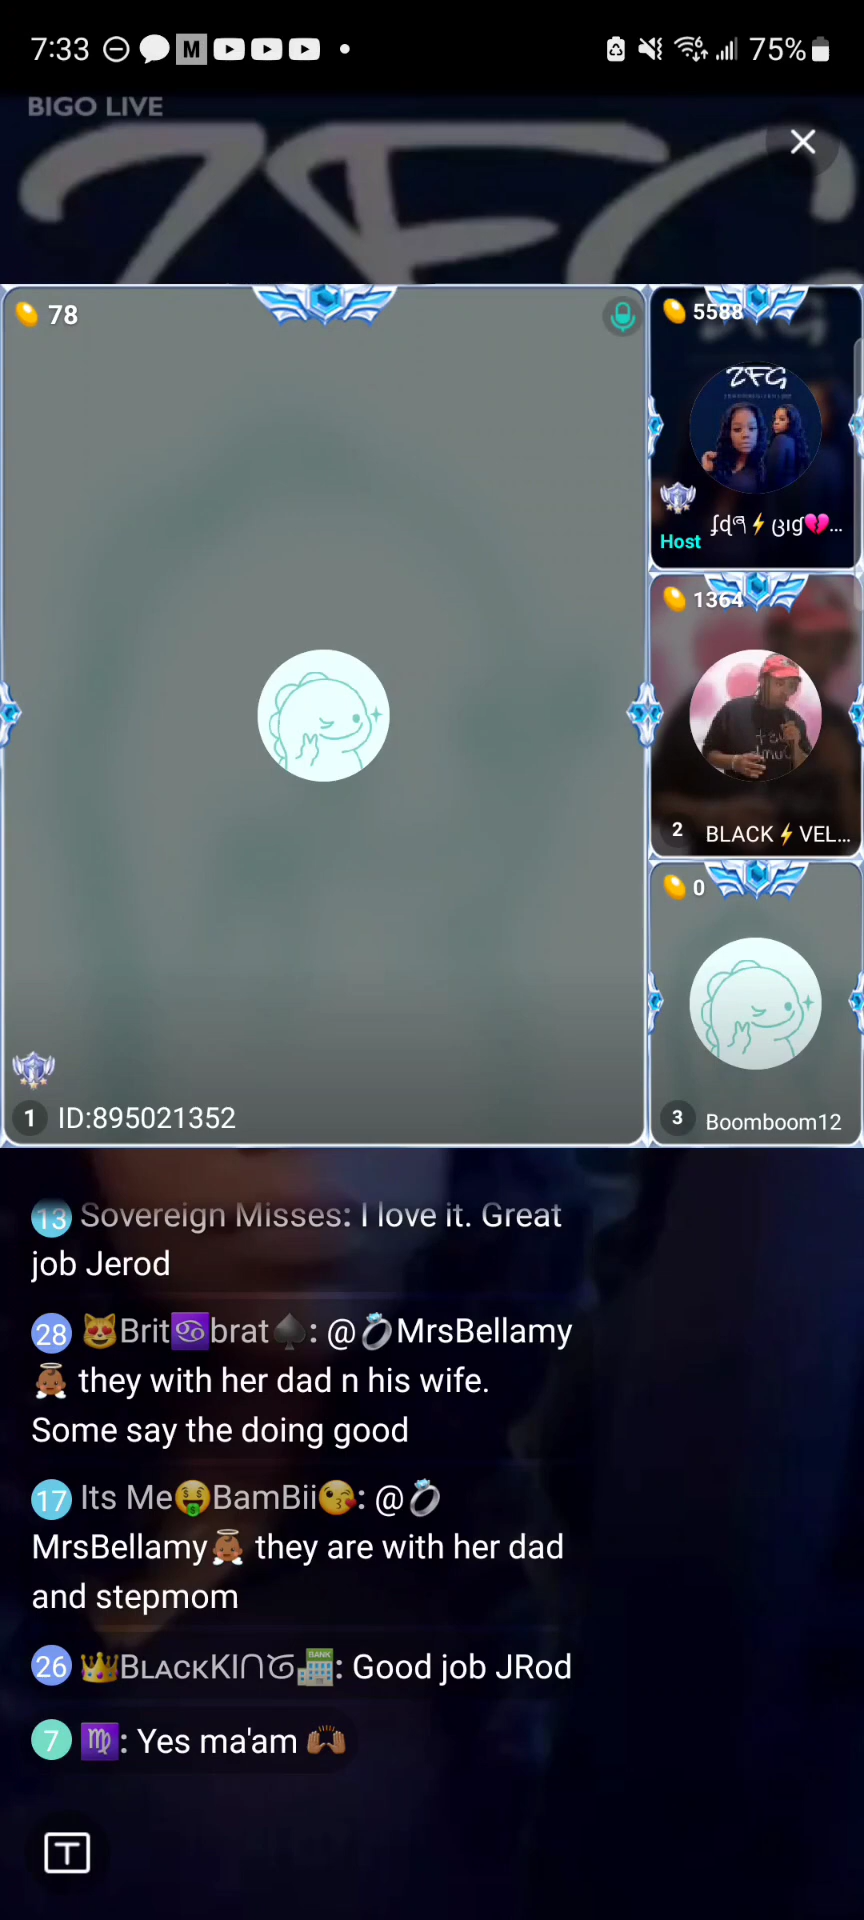 7:33 M 75%
BIGO LIVE
ZFG
78
5588
ZFG
Host
1364
2 BLACK⚡VEL...
0
1 ID:895021352
3 Boomboom12
13 Sovereign Misses: I love it. Great
job Jerod
28 😻Brit♋brat♠️: @💍MrsBellamy
👼🏾 they with her dad n his wife.
Some say the doing good
17 Its Me🤑BamBii😘: @💍
MrsBellamy👼🏾 they are with her dad
and stepmom
26 👑BʟᴀᴄᴋKIᑎᘜ🏦: Good job JRod
7 ♍: Yes ma'am 🙌🏾
T